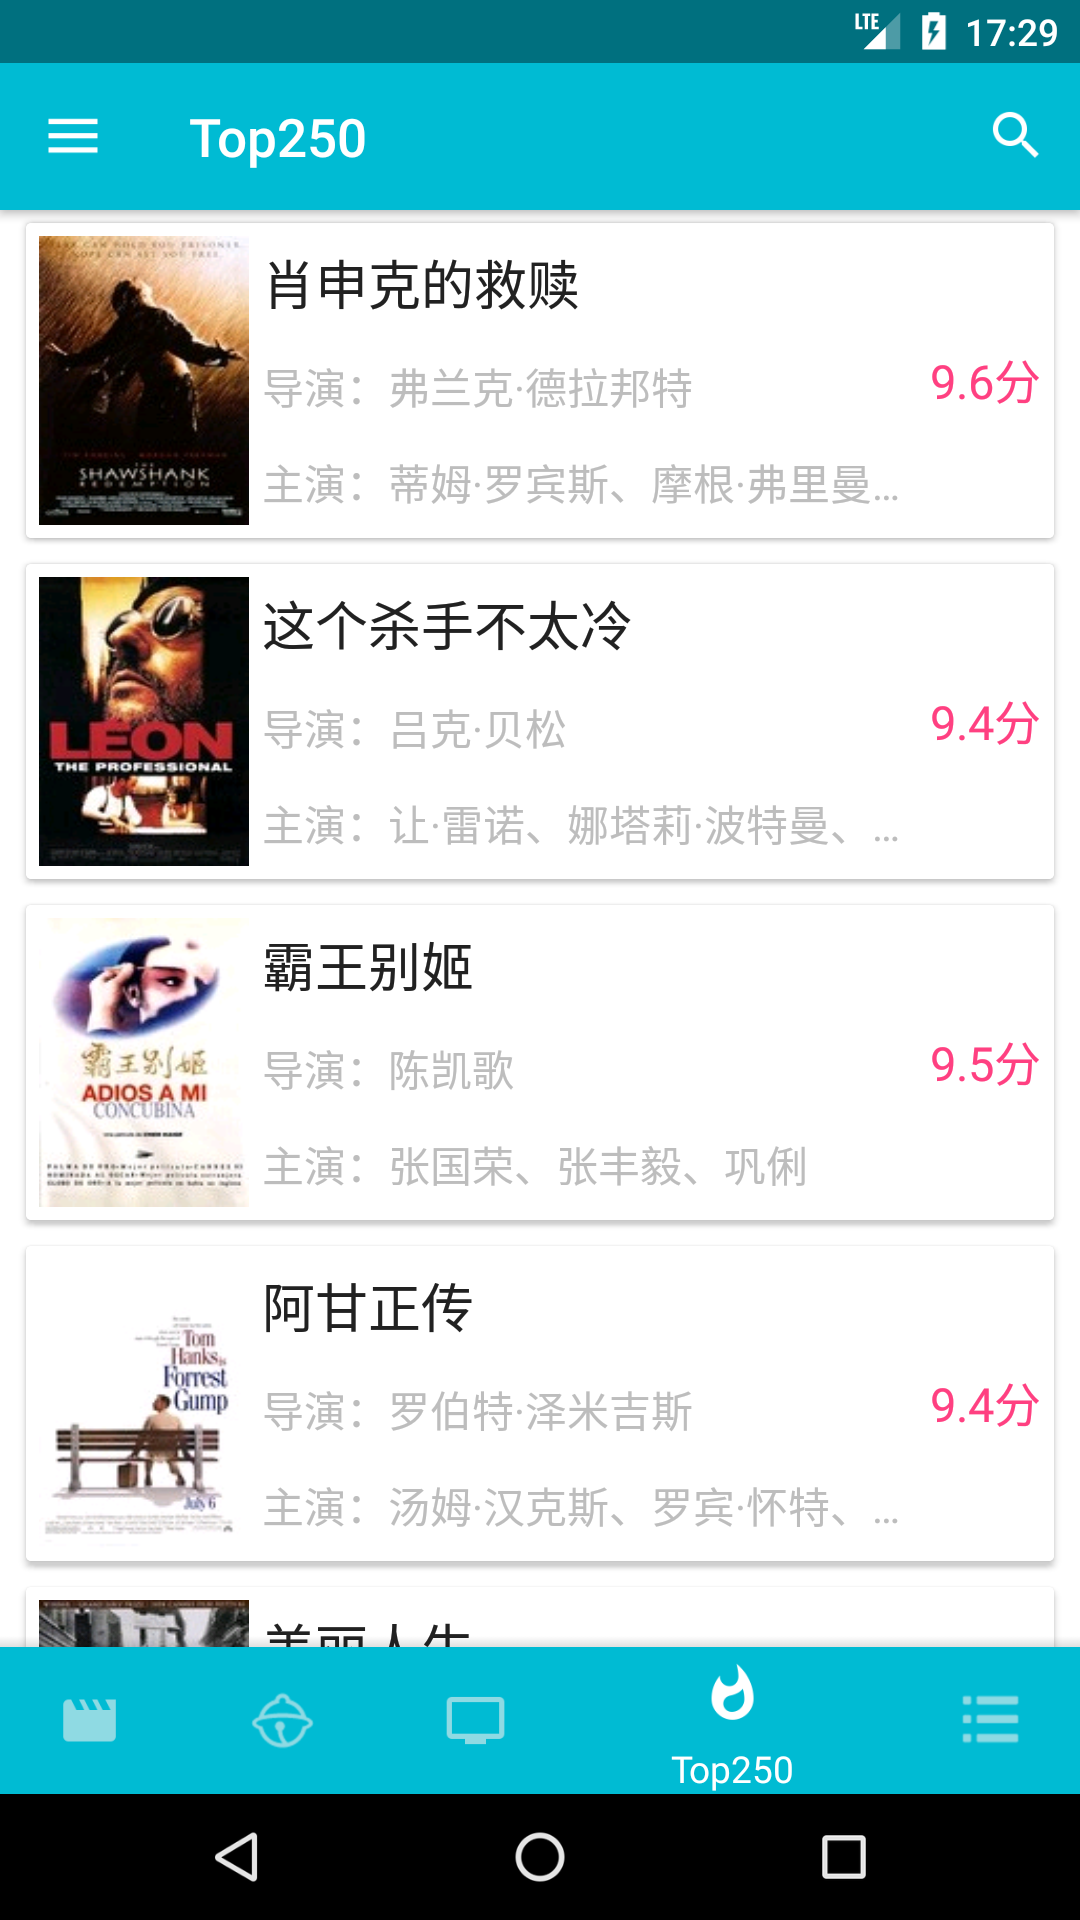 LTE 17:29
Top250
肖申克的救赎
导演：弗兰克·德拉邦特
9.6分
主演：蒂姆·罗宾斯、摩根·弗里曼...
SHAWSHANK
REDEMPTION
这个杀手不太冷
导演：吕克·贝松
9.4分
主演：让·雷诺、娜塔莉·波特曼、...
LEON
THE PROFESSIONAL
霸王别姬
导演：陈凯歌
9.5分
主演：张国荣、张丰毅、巩俐
霸王别姬
ADIOS A MI
CONCUBINA
阿甘正传
导演：罗伯特·泽米吉斯
9.4分
主演：汤姆·汉克斯、罗宾·怀特、...
Tom
Hanks is
Forrest
Gump
July 6
美丽人生
Top250